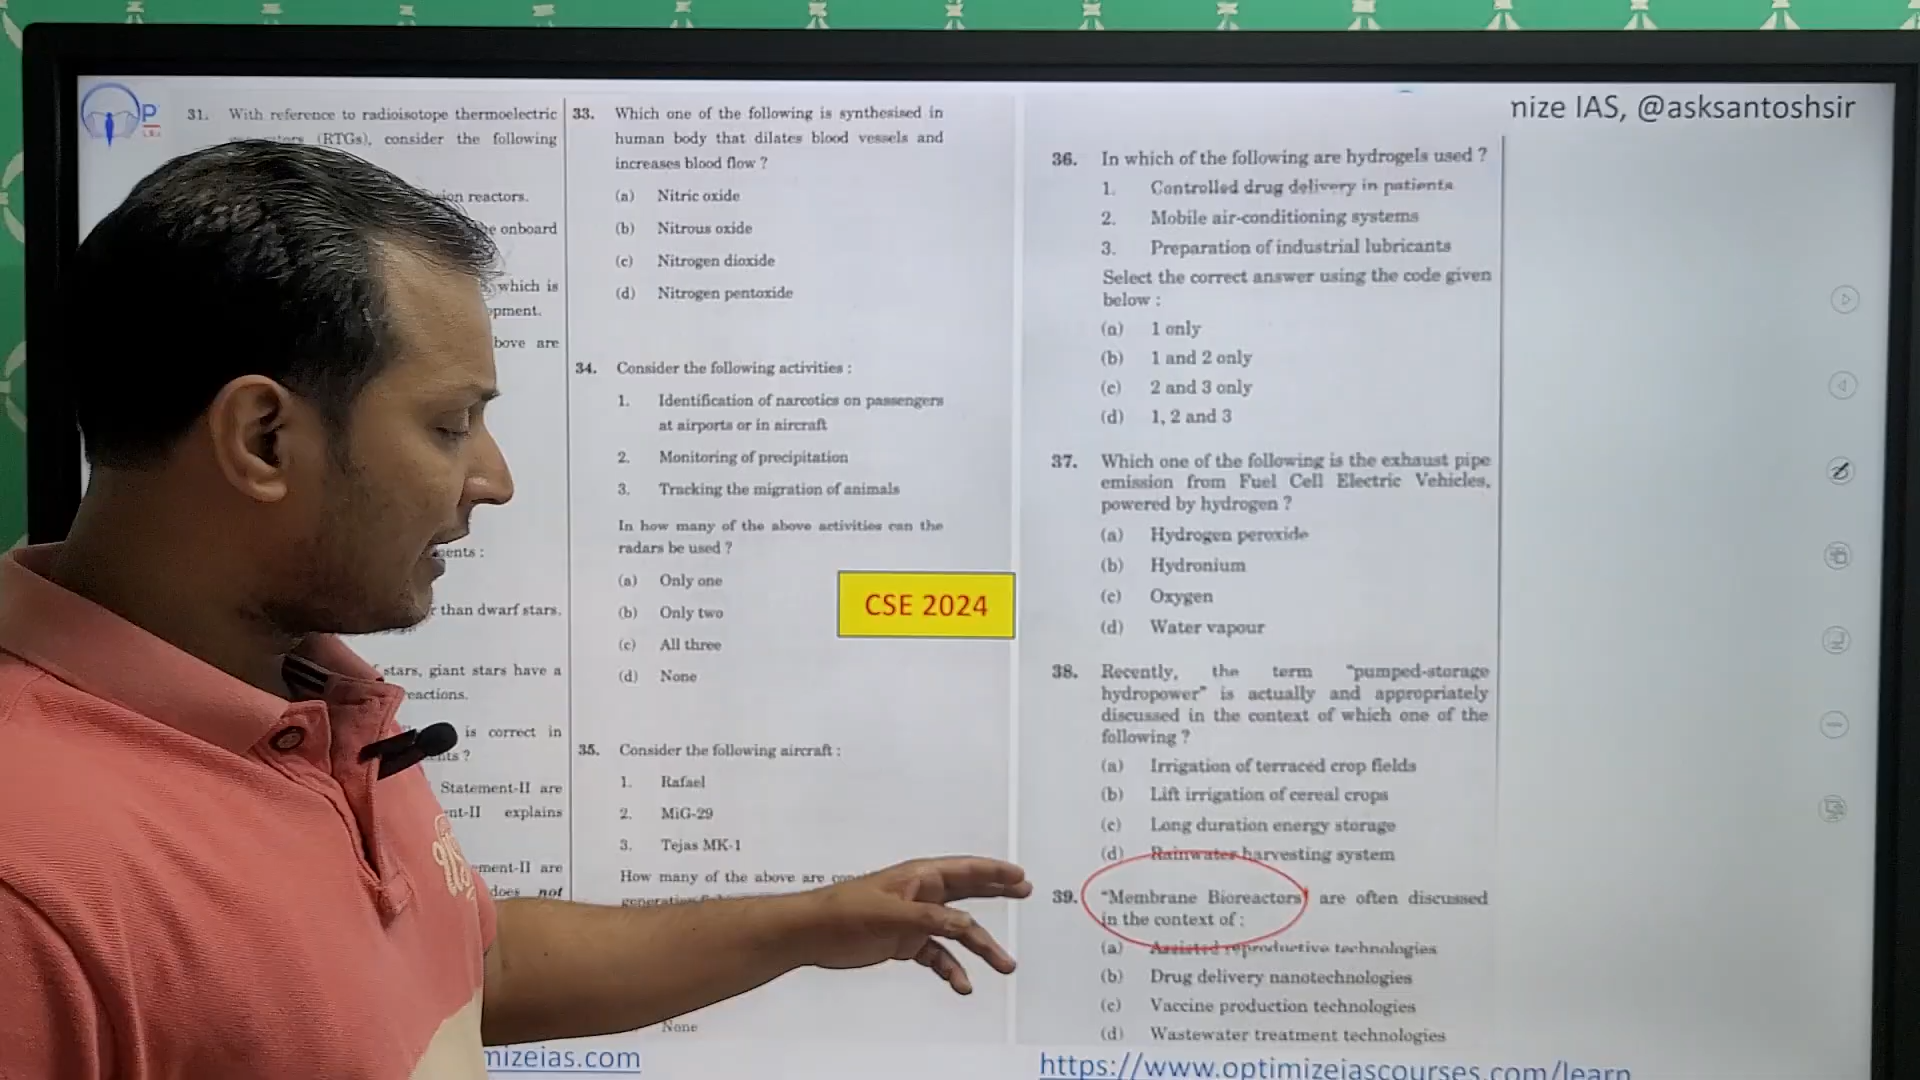 P
nize IAS, @asksantoshsir
31. With reference to radioisotope thermoelectric
(RTGs), consider the following
ion reactors.
onboard
which is
opment.
bove are
ents :
than dwarf stars.
stars, giant stars have a
reactions.
is correct in
Statement-II are
nt-II explains
ement-II are
does not
33. Which one of the following is synthesised in
human body that dilates blood vessels and
increases blood flow ?
(a) Nitric oxide
(b) Nitrous oxide
(c) Nitrogen dioxide
(d) Nitrogen pentoxide
34. Consider the following activities :
1. Identification of narcotics on passengers
at airports or in aircraft
2. Monitoring of precipitation
3. Tracking the migration of animals
In how many of the above activities can the
radars be used ?
(a) Only one
(b) Only two
(c) All three
(d) None
CSE 2024
35. Consider the following aircraft :
1. Rafael
2. MiG-29
3. Tejas MK-1
How many of the above are
None
36. In which of the following are hydrogels used ?
1. Controlled drug delivery in patients
2. Mobile air-conditioning systems
3. Preparation of industrial lubricants
Select the correct answer using the code given
below :
(a) 1 only
(b) 1 and 2 only
(c) 2 and 3 only
(d) 1, 2 and 3
37. Which one of the following is the exhaust pipe
emission from Fuel Cell Electric Vehicles,
powered by hydrogen ?
(a) Hydrogen peroxide
(b) Hydronium
(c) Oxygen
(d) Water vapour
38. Recently, the term "pumped-storage
hydropower" is actually and appropriately
discussed in the context of which one of the
following ?
(a) Irrigation of terraced crop fields
(b) Lift irrigation of cereal crops
(c) Long duration energy storage
(d) Rainwater harvesting system
39. "Membrane Bioreactors" are often discussed
in the context of :
(a) Assisted reproductive technologies
(b) Drug delivery nanotechnologies
(c) Vaccine production technologies
(d) Wastewater treatment technologies
mizeias.com
https://www.optimizeiascourses.com/learn